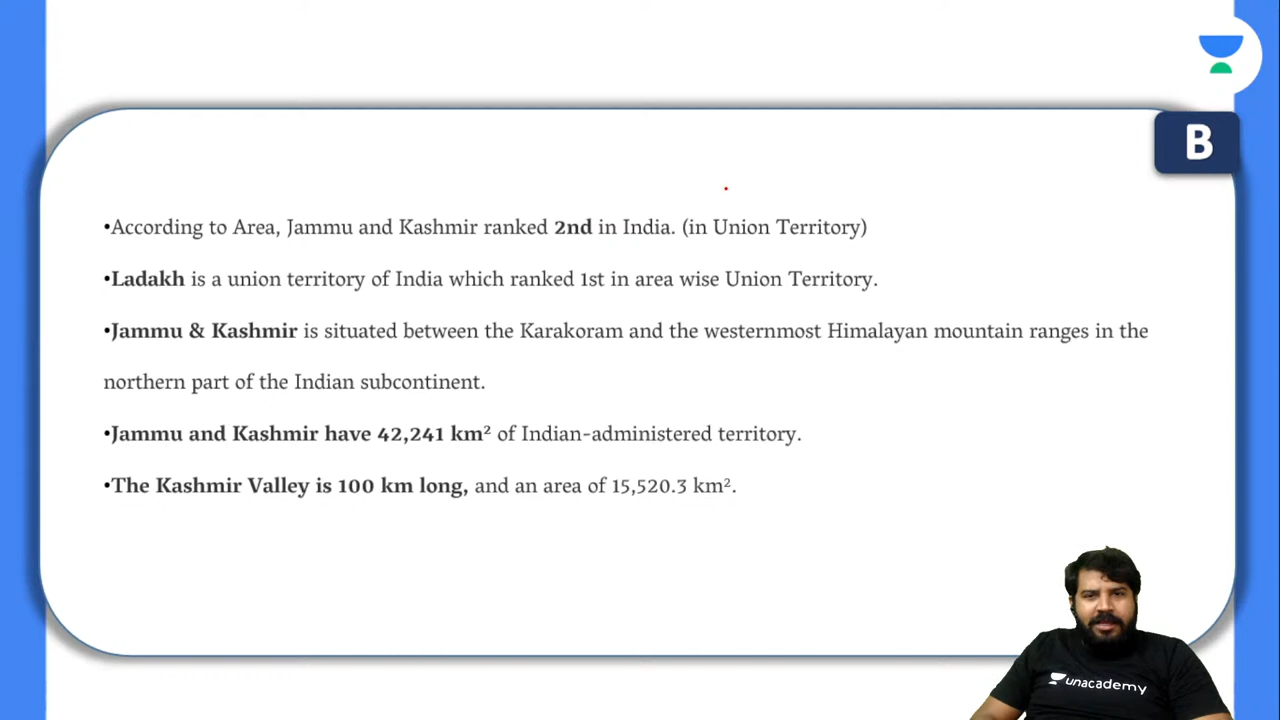 B
•According to Area, Jammu and Kashmir ranked 2nd in India. (in Union Territory)
•Ladakh is a union territory of India which ranked 1st in area wise Union Territory.
•Jammu & Kashmir is situated between the Karakoram and the westernmost Himalayan mountain ranges in the
northern part of the Indian subcontinent.
•Jammu and Kashmir have 42,241 km² of Indian-administered territory.
•The Kashmir Valley is 100 km long, and an area of 15,520.3 km².
unacademy